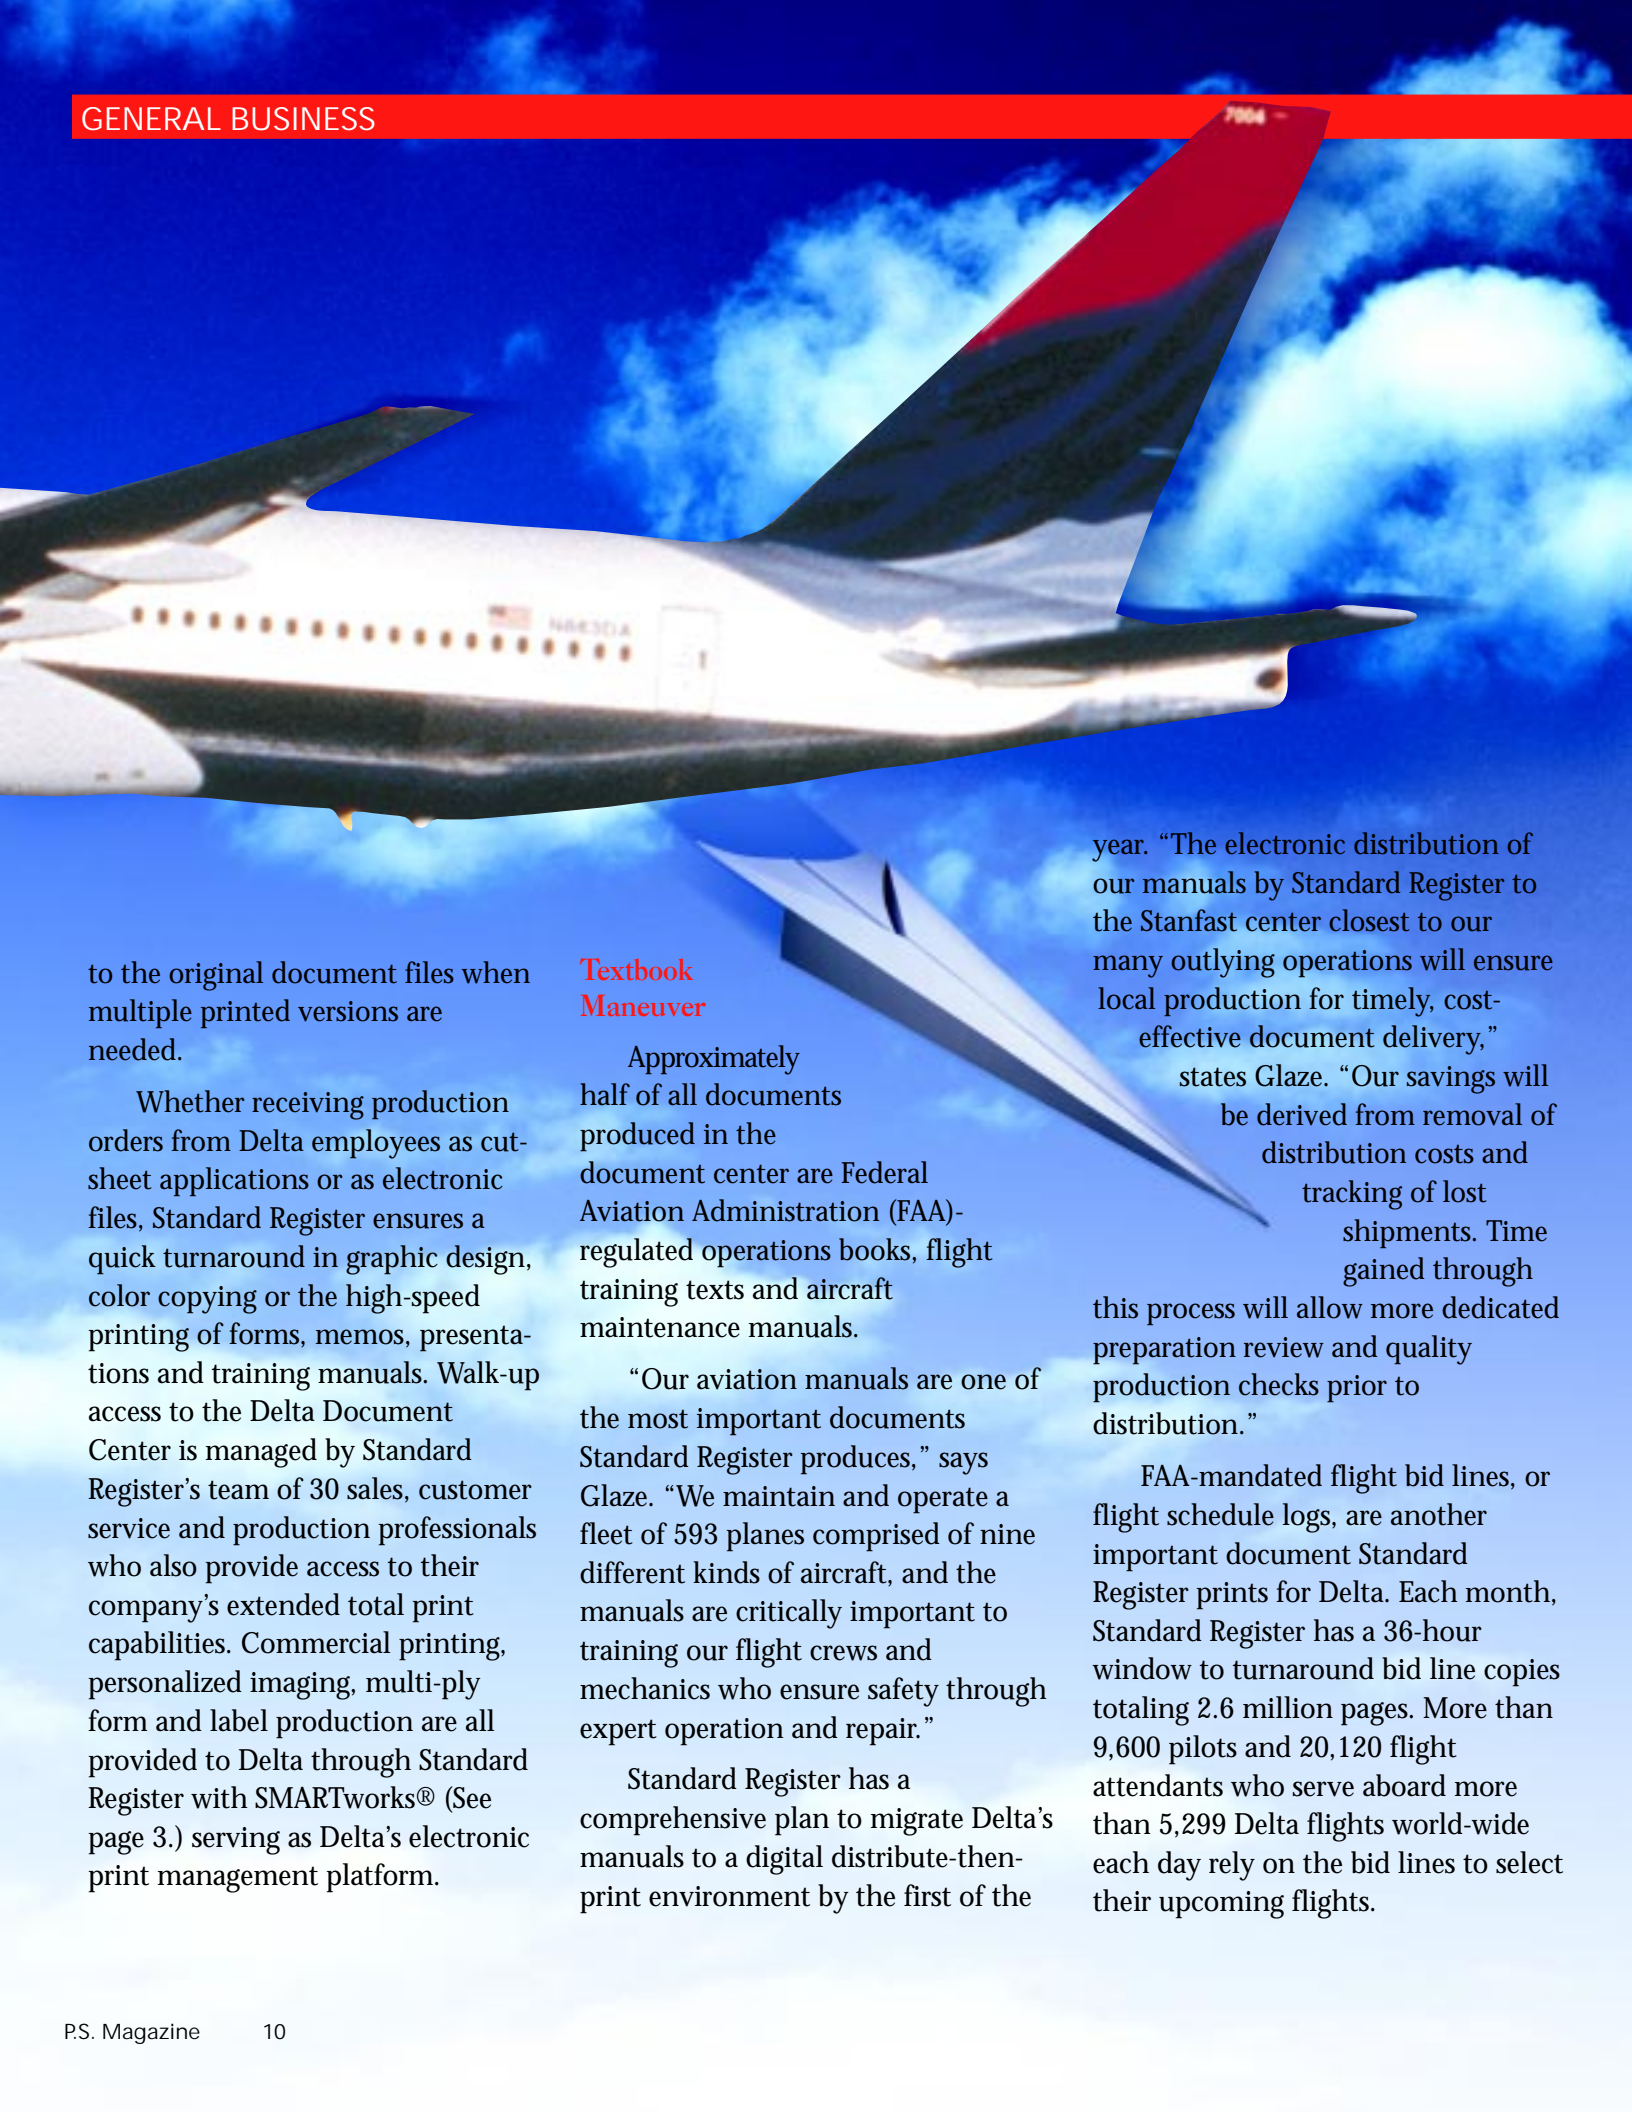 GENERAL BUSINESS
7004
to the original document files when
multiple printed versions are
needed.
Whether receiving production
orders from Delta employees as cut-
sheet applications or as electronic
files, Standard Register ensures a
quick turnaround in graphic design,
color copying or the high-speed
printing of forms, memos, presenta-
tions and training manuals. Walk-up
access to the Delta Document
Center is managed by Standard
Register’s team of 30 sales, customer
service and production professionals
who also provide access to their
company’s extended total print
capabilities. Commercial printing,
personalized imaging, multi-ply
form and label production are all
provided to Delta through Standard
Register with SMARTworks® (See
page 3.) serving as Delta’s electronic
print management platform.
Textbook
Maneuver
Approximately
half of all documents
produced in the
document center are Federal
Aviation Administration (FAA)-
regulated operations books, flight
training texts and aircraft
maintenance manuals.
“Our aviation manuals are one of
the most important documents
Standard Register produces,” says
Glaze. “We maintain and operate a
fleet of 593 planes comprised of nine
different kinds of aircraft, and the
manuals are critically important to
training our flight crews and
mechanics who ensure safety through
expert operation and repair.”
Standard Register has a
comprehensive plan to migrate Delta’s
manuals to a digital distribute-then-
print environment by the first of the
year. “The electronic distribution of
our manuals by Standard Register to
the Stanfast center closest to our
many outlying operations will ensure
local production for timely, cost-
effective document delivery,”
states Glaze. “Our savings will
be derived from removal of
distribution costs and
tracking of lost
shipments. Time
gained through
this process will allow more dedicated
preparation review and quality
production checks prior to
distribution.”
FAA-mandated flight bid lines, or
flight schedule logs, are another
important document Standard
Register prints for Delta. Each month,
Standard Register has a 36-hour
window to turnaround bid line copies
totaling 2.6 million pages. More than
9,600 pilots and 20,120 flight
attendants who serve aboard more
than 5,299 Delta flights world-wide
each day rely on the bid lines to select
their upcoming flights.
P.S. Magazine 10